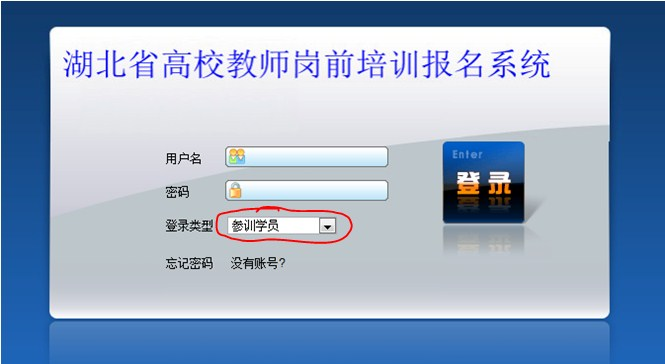 湖北省高校教师岗前培训报名系统
用户名
密码
登录类型 参训学员
忘记密码 没有账号?
Enter
登录